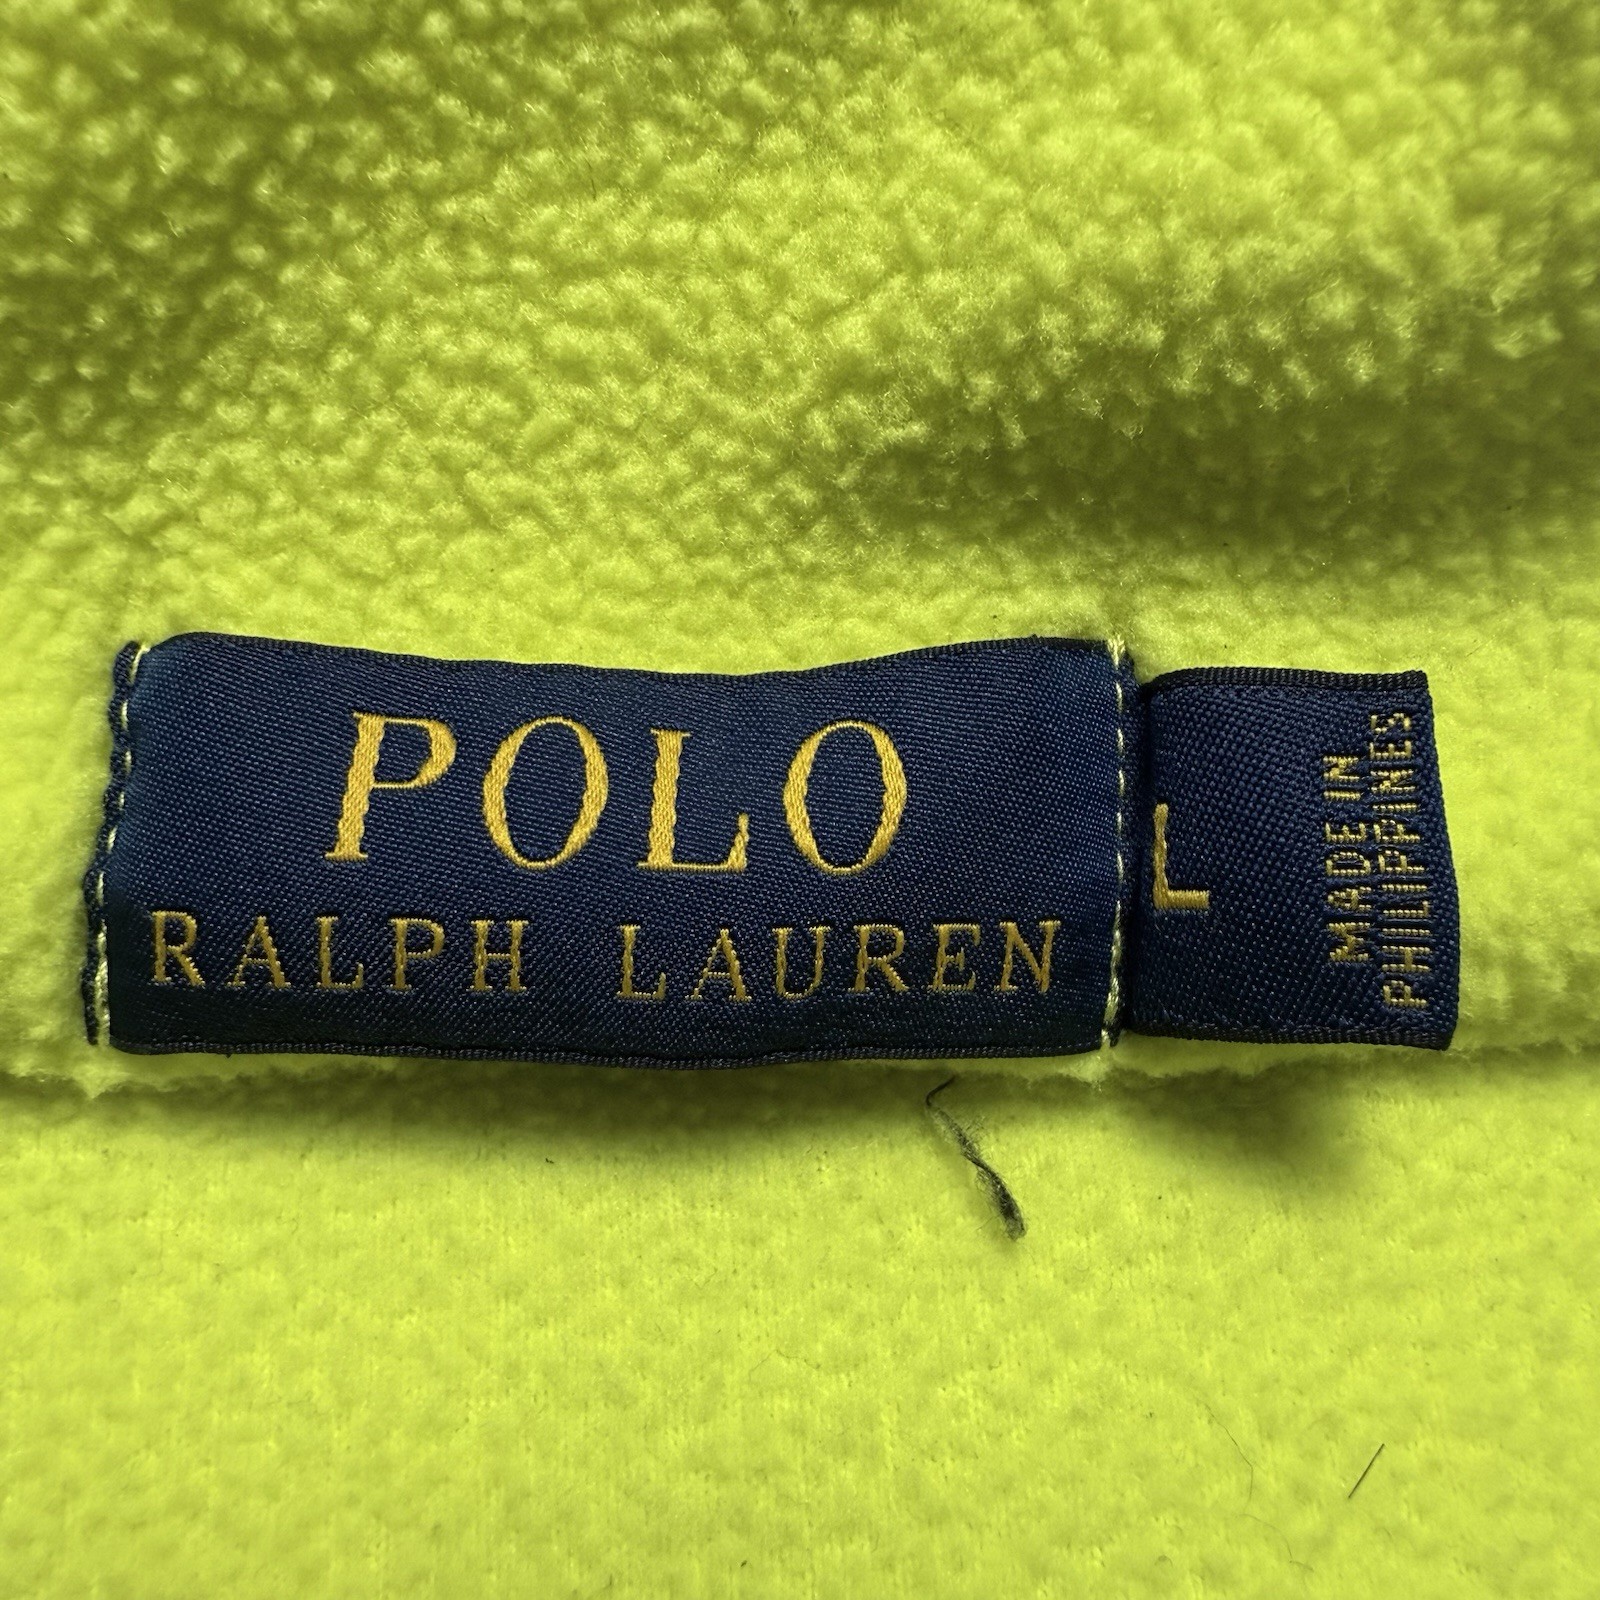 POLO
RALPH LAUREN
L
MADE IN
PHILIPPINES